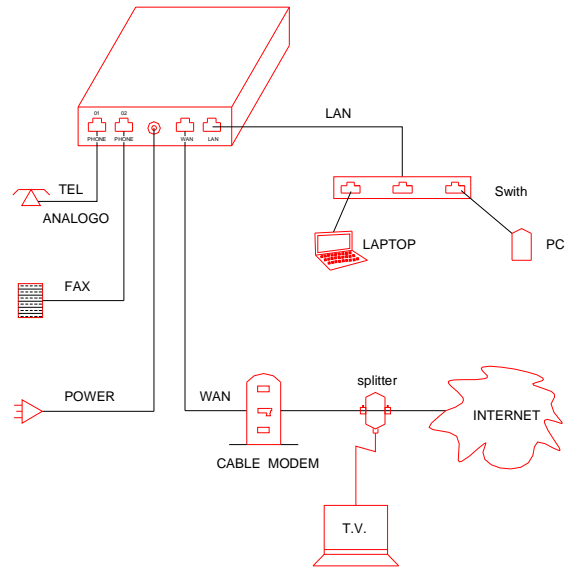 01 02
PHONE PHONE WAN LAN
LAN
TEL
ANALOGO
Swith
LAPTOP
PC
FAX
POWER
WAN
splitter
INTERNET
CABLE MODEM
T.V.